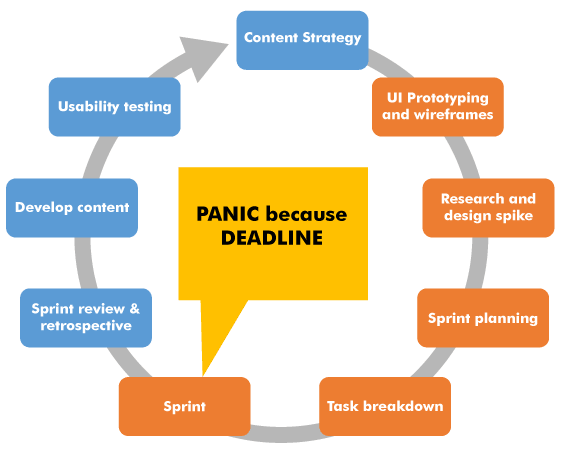 Content Strategy
UI Prototyping
and wireframes
Research and
design spike
Sprint planning
Task breakdown
Sprint
Sprint review &
retrospective
Develop content
Usability testing
PANIC because
DEADLINE